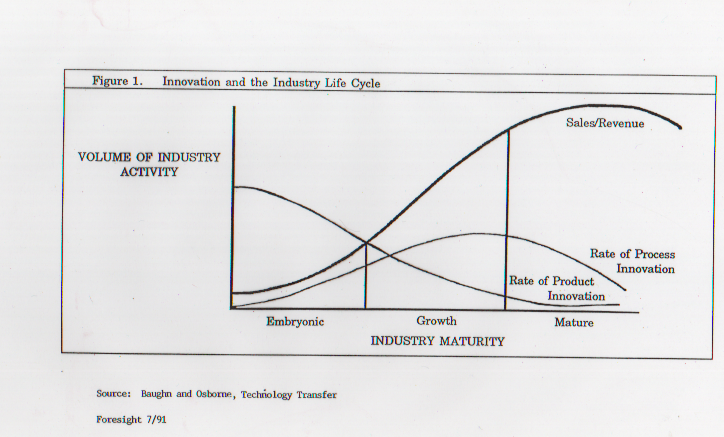 Figure 1. Innovation and the Industry Life Cycle
Sales/Revenue
VOLUME OF INDUSTRY
ACTIVITY
Rate of Process
Innovation
Rate of Product
Innovation
Embryonic Growth Mature
INDUSTRY MATURITY
Source: Baughn and Osborne, Technology Transfer
Foresight 7/91